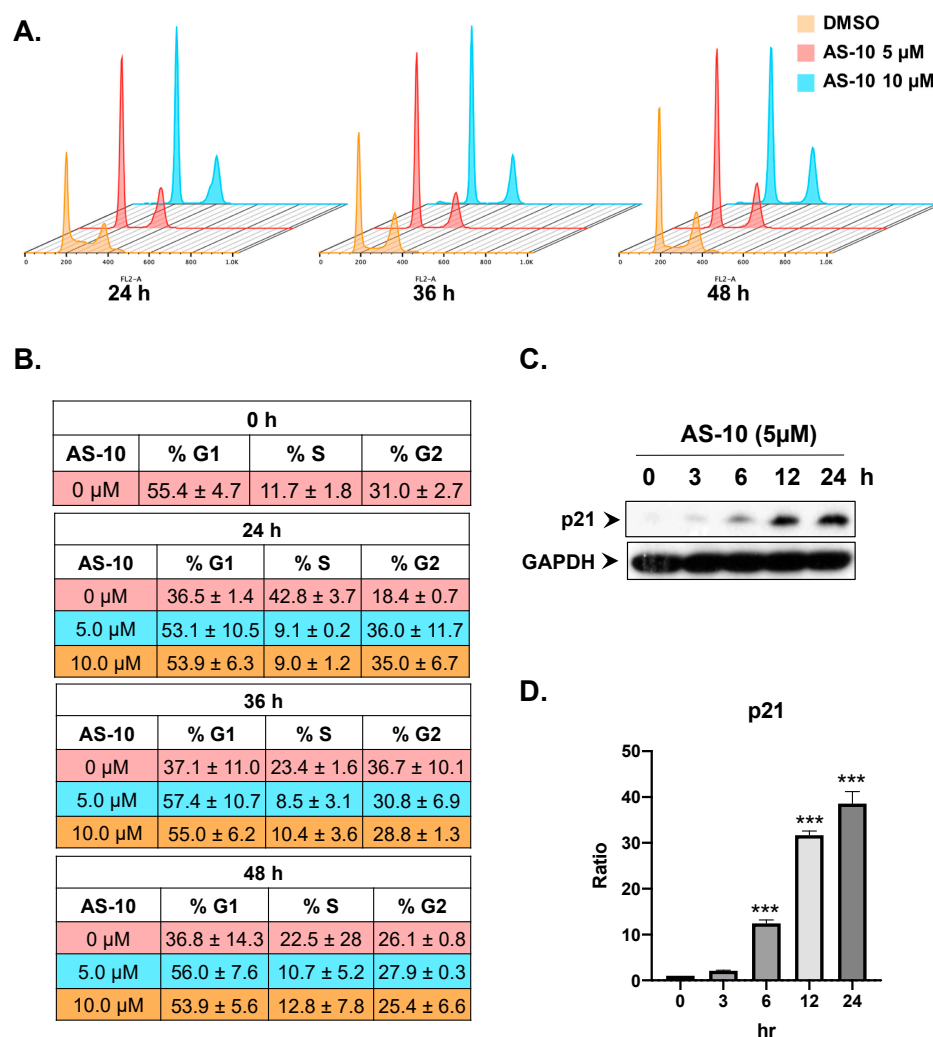 A.
DMSO
AS-10 5 µM
AS-10 10 µM
0 200 400 600 800 1.0K
FL2-A
24 h
0 200 400 600 800 1.0K
FL2-A
36 h
0 200 400 600 800 1.0K
FL2-A
48 h
B.
0 h
AS-10 % G1 % S % G2
0 µM 55.4 ± 4.7 11.7 ± 1.8 31.0 ± 2.7
24 h
AS-10 % G1 % S % G2
0 µM 36.5 ± 1.4 42.8 ± 3.7 18.4 ± 0.7
5.0 µM 53.1 ± 10.5 9.1 ± 0.2 36.0 ± 11.7
10.0 µM 53.9 ± 6.3 9.0 ± 1.2 35.0 ± 6.7
36 h
AS-10 % G1 % S % G2
0 µM 37.1 ± 11.0 23.4 ± 1.6 36.7 ± 10.1
5.0 µM 57.4 ± 10.7 8.5 ± 3.1 30.8 ± 6.9
10.0 µM 55.0 ± 6.2 10.4 ± 3.6 28.8 ± 1.3
48 h
AS-10 % G1 % S % G2
0 µM 36.8 ± 14.3 22.5 ± 28 26.1 ± 0.8
5.0 µM 56.0 ± 7.6 10.7 ± 5.2 27.9 ± 0.3
10.0 µM 53.9 ± 5.6 12.8 ± 7.8 25.4 ± 6.6
C.
AS-10 (5µM)
0 3 6 12 24 h
p21
GAPDH
D.
p21
Ratio
50
40
30
20
10
0
***
***
***
0 3 6 12 24
hr